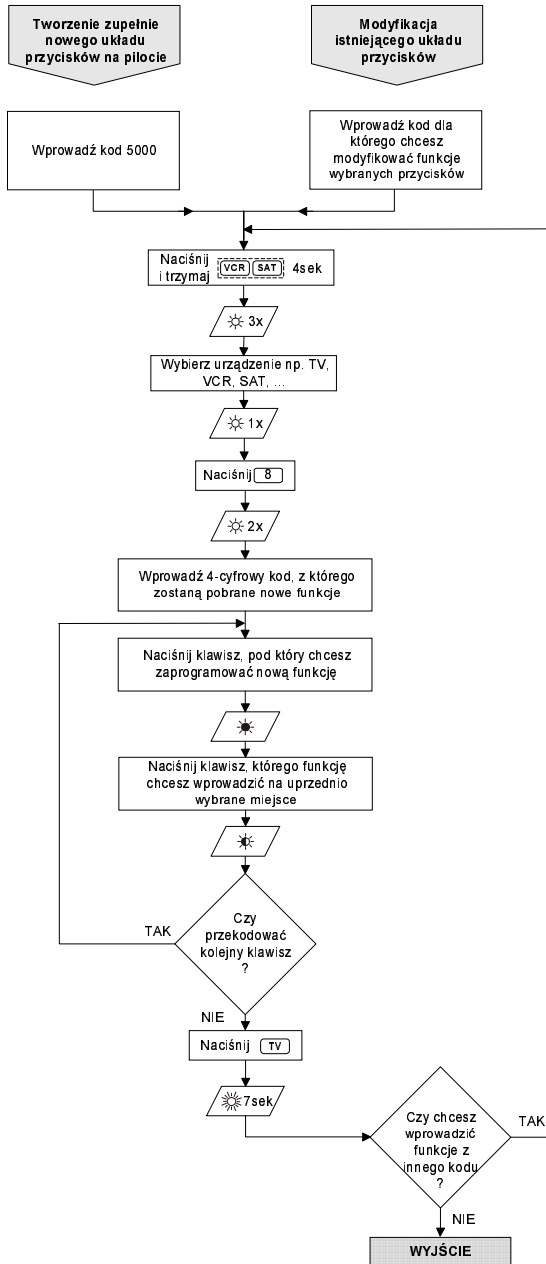 Tworzenie zupełnie
nowego układu
przycisków na pilocie
Modyfikacja
istniejącego układu
przycisków
Wprowadź kod 5000
Wprowadź kod dla
którego chcesz
modyfikować funkcje
wybranych przycisków
Naciśnij
i trzymaj VCR SAT 4sek
3x
Wybierz urządzenie np. TV,
VCR, SAT, ...
1x
Naciśnij 8
2x
Wprowadź 4-cyfrowy kod, z którego
zostaną pobrane nowe funkcje
Naciśnij klawisz, pod który chcesz
zaprogramować nową funkcję
Naciśnij klawisz, którego funkcję
chcesz wprowadzić na uprzednio
wybrane miejsce
Czy
przekodować
kolejny klawisz
?
TAK
NIE
Naciśnij TV
7sek
Czy chcesz
wprowadzić
funkcje z
innego kodu
?
TAK
NIE
WYJŚCIE